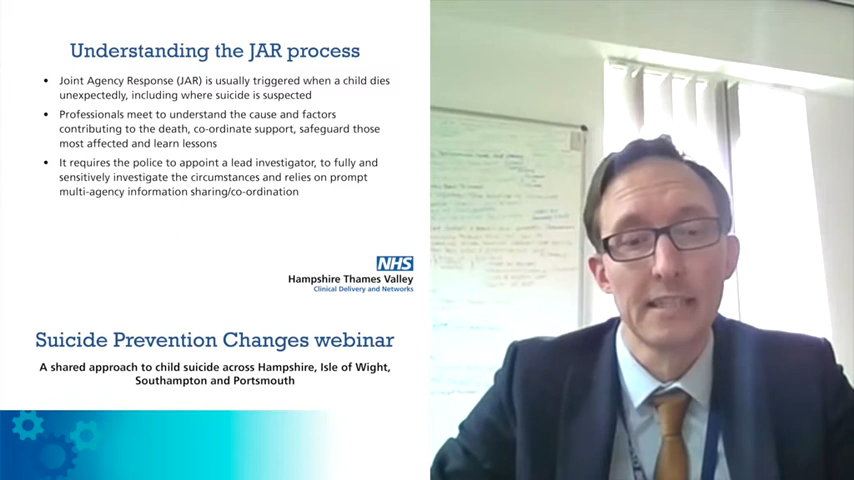 Understanding the JAR process
• Joint Agency Response (JAR) is usually triggered when a child dies
unexpectedly, including where suicide is suspected
• Professionals meet to understand the cause and factors
contributing to the death, co-ordinate support, safeguard those
most affected and learn lessons
• It requires the police to appoint a lead investigator, to fully and
sensitively investigate the circumstances and relies on prompt
multi-agency information sharing/co-ordination
NHS
Hampshire Thames Valley
Clinical Delivery and Networks
Suicide Prevention Changes webinar
A shared approach to child suicide across Hampshire, Isle of Wight,
Southampton and Portsmouth